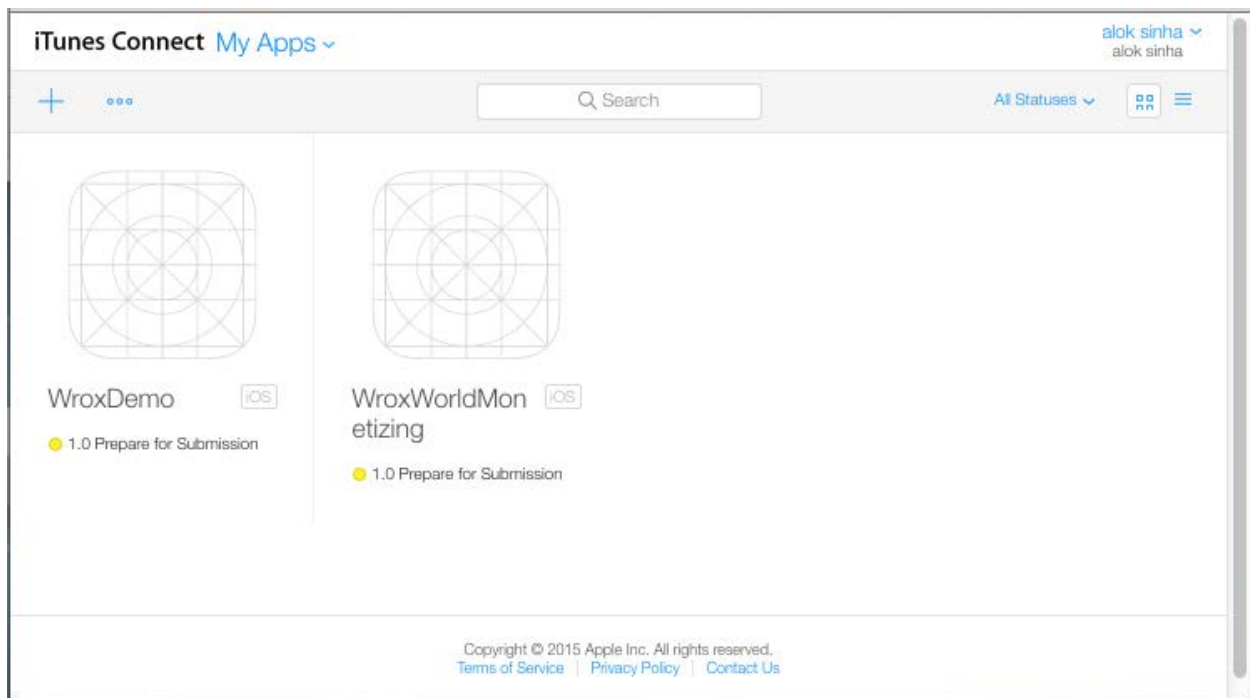 iTunes Connect My Apps
alok sinha
alok sinha
Search
All Statuses
WroxDemo iOS
1.0 Prepare for Submission
WroxWorldMon iOS
etizing
1.0 Prepare for Submission
Copyright © 2015 Apple Inc. All rights reserved.
Terms of Service | Privacy Policy | Contact Us